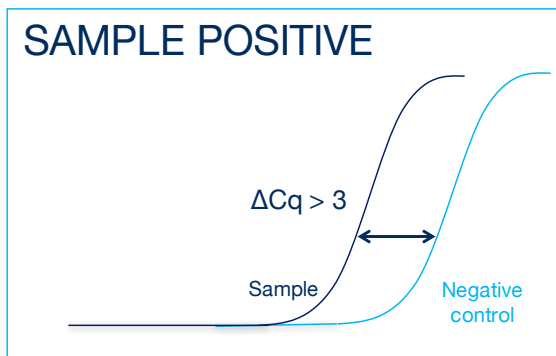 SAMPLE POSITIVE
ΔCq > 3
Sample
Negative
control